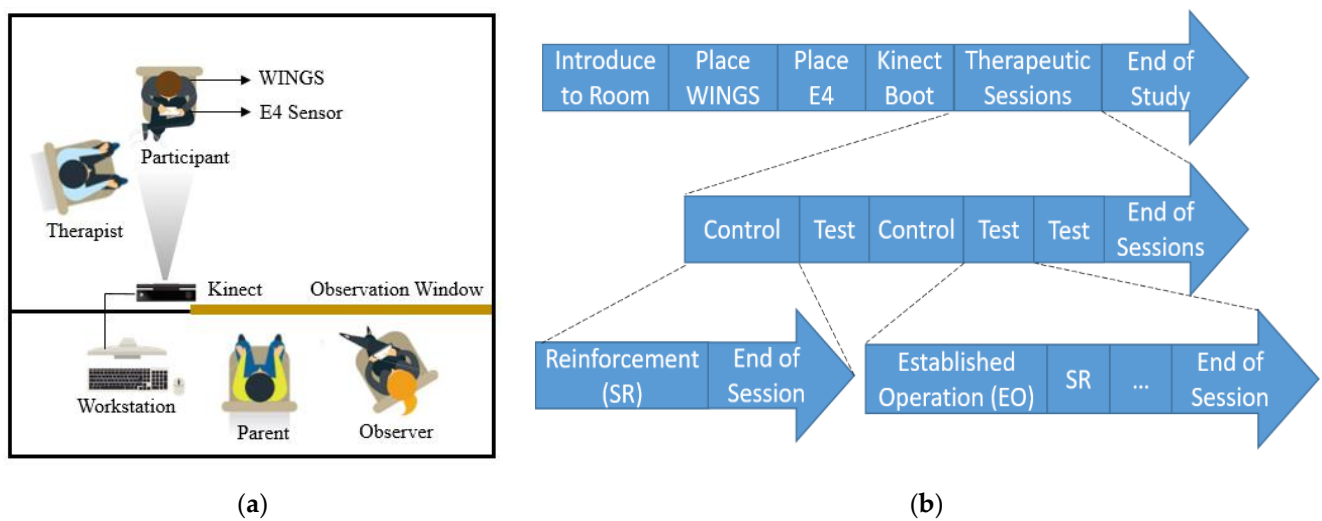 WINGS
E4 Sensor
Participant
Therapist
Kinect
Observation Window
Workstation
Parent
Observer
(a)
Introduce
to Room
Place
WINGS
Place
E4
Kinect
Boot
Therapeutic
Sessions
End of
Study
Control
Test
Control
Test
Test
End of
Sessions
Reinforcement
(SR)
End of
Session
Established
Operation (EO)
SR
...
End of
Session
(b)